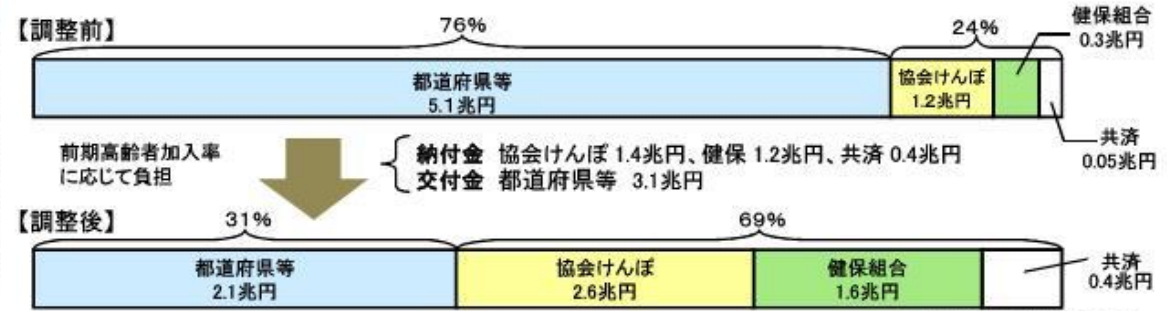 【調整前】
76%
24%
健保組合
0.3兆円
都道府県等
5.1兆円
協会けんぽ
1.2兆円
共済
0.05兆円
前期高齢者加入率
に応じて負担
納付金 協会けんぽ 1.4兆円、健保 1.2兆円、共済 0.4兆円
交付金 都道府県等 3.1兆円
【調整後】
31%
69%
都道府県等
2.1兆円
協会けんぽ
2.6兆円
健保組合
1.6兆円
共済
0.4兆円